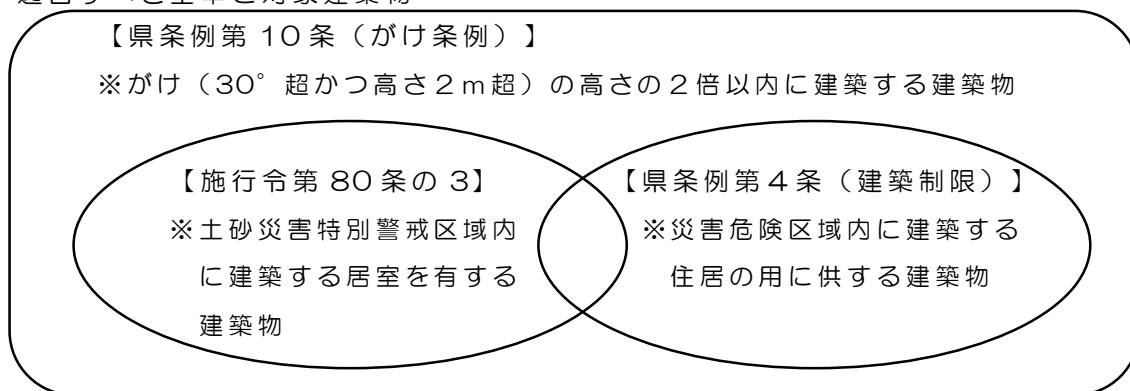 【県条例第10条（がけ条例）】
※がけ（30°超かつ高さ2m超）の高さの2倍以内に建築する建築物
【施行令第80条の3】
※土砂災害特別警戒区域内
に建築する居室を有する
建築物
【県条例第4条（建築制限）】
※災害危険区域内に建築する
住居の用に供する建築物